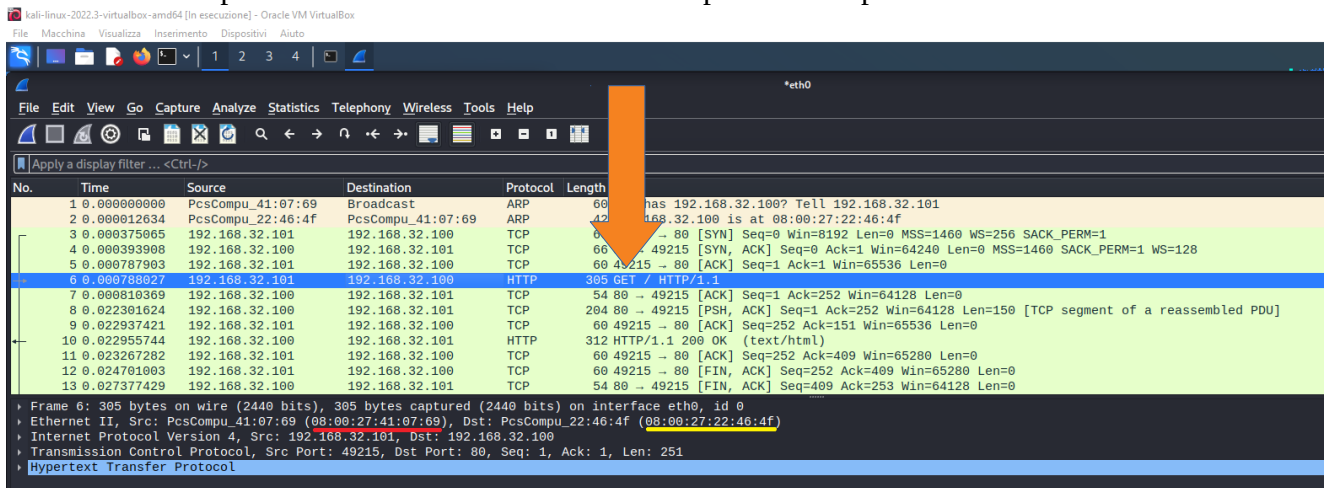 kali-linux-2022.3-virtualbox-amd64 [In esecuzione] - Oracle VM VirtualBox
File Macchina Visualizza Inserimento Dispositivi Aiuto
1 2 3 4
*eth0
File Edit View Go Capture Analyze Statistics Telephony Wireless Tools Help
Apply a display filter ... <Ctrl-/>
No. Time Source Destination Protocol Length
1 0.000000000 PcsCompu_41:07:69 Broadcast ARP 60 has 192.168.32.100? Tell 192.168.32.101
2 0.000012634 PcsCompu_22:46:4f PcsCompu_41:07:69 ARP 42 168.32.100 is at 08:00:27:22:46:4f
3 0.000375065 192.168.32.101 192.168.32.100 TCP → 80 [SYN] Seq=0 Win=8192 Len=0 MSS=1460 WS=256 SACK_PERM=1
4 0.000393908 192.168.32.100 192.168.32.101 TCP 66 49215 [SYN, ACK] Seq=0 Ack=1 Win=64240 Len=0 MSS=1460 SACK_PERM=1 WS=128
5 0.000787903 192.168.32.101 192.168.32.100 TCP 60 49215 → 80 [ACK] Seq=1 Ack=1 Win=65536 Len=0
6 0.000788027 192.168.32.101 192.168.32.100 HTTP 305 GET / HTTP/1.1
7 0.000810369 192.168.32.100 192.168.32.101 TCP 54 80 → 49215 [ACK] Seq=1 Ack=252 Win=64128 Len=0
8 0.022301624 192.168.32.100 192.168.32.101 TCP 204 80 → 49215 [PSH, ACK] Seq=1 Ack=252 Win=64128 Len=150 [TCP segment of a reassembled PDU]
9 0.022937421 192.168.32.101 192.168.32.100 TCP 60 49215 → 80 [ACK] Seq=252 Ack=151 Win=65536 Len=0
10 0.022955744 192.168.32.100 192.168.32.101 HTTP 312 HTTP/1.1 200 OK (text/html)
11 0.023267282 192.168.32.101 192.168.32.100 TCP 60 49215 → 80 [ACK] Seq=252 Ack=409 Win=65280 Len=0
12 0.024701003 192.168.32.101 192.168.32.100 TCP 60 49215 → 80 [FIN, ACK] Seq=252 Ack=409 Win=65280 Len=0
13 0.027377429 192.168.32.100 192.168.32.101 TCP 54 80 → 49215 [FIN, ACK] Seq=409 Ack=253 Win=64128 Len=0
Frame 6: 305 bytes on wire (2440 bits), 305 bytes captured (2440 bits) on interface eth0, id 0
Ethernet II, Src: PcsCompu_41:07:69 (08:00:27:41:07:69), Dst: PcsCompu_22:46:4f (08:00:27:22:46:4f)
Internet Protocol Version 4, Src: 192.168.32.101, Dst: 192.168.32.100
Transmission Control Protocol, Src Port: 49215, Dst Port: 80, Seq: 1, Ack: 1, Len: 251
Hypertext Transfer Protocol